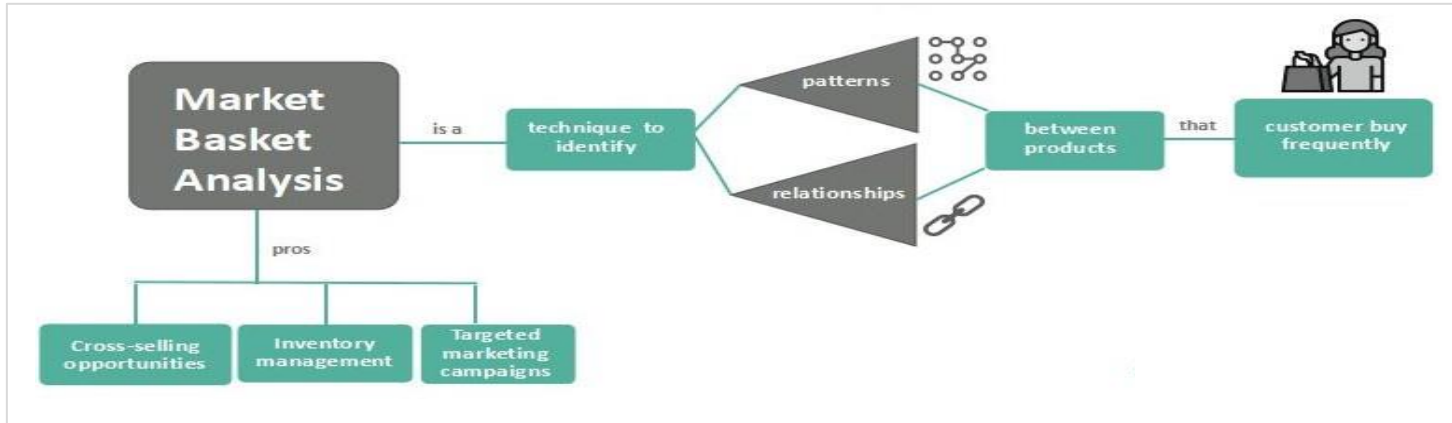 Market
Basket
Analysis
is a
technique to
identify
patterns
relationships
between
products
that
customer buy
frequently
pros
Cross-selling
opportunities
Inventory
management
Targeted
marketing
campaigns